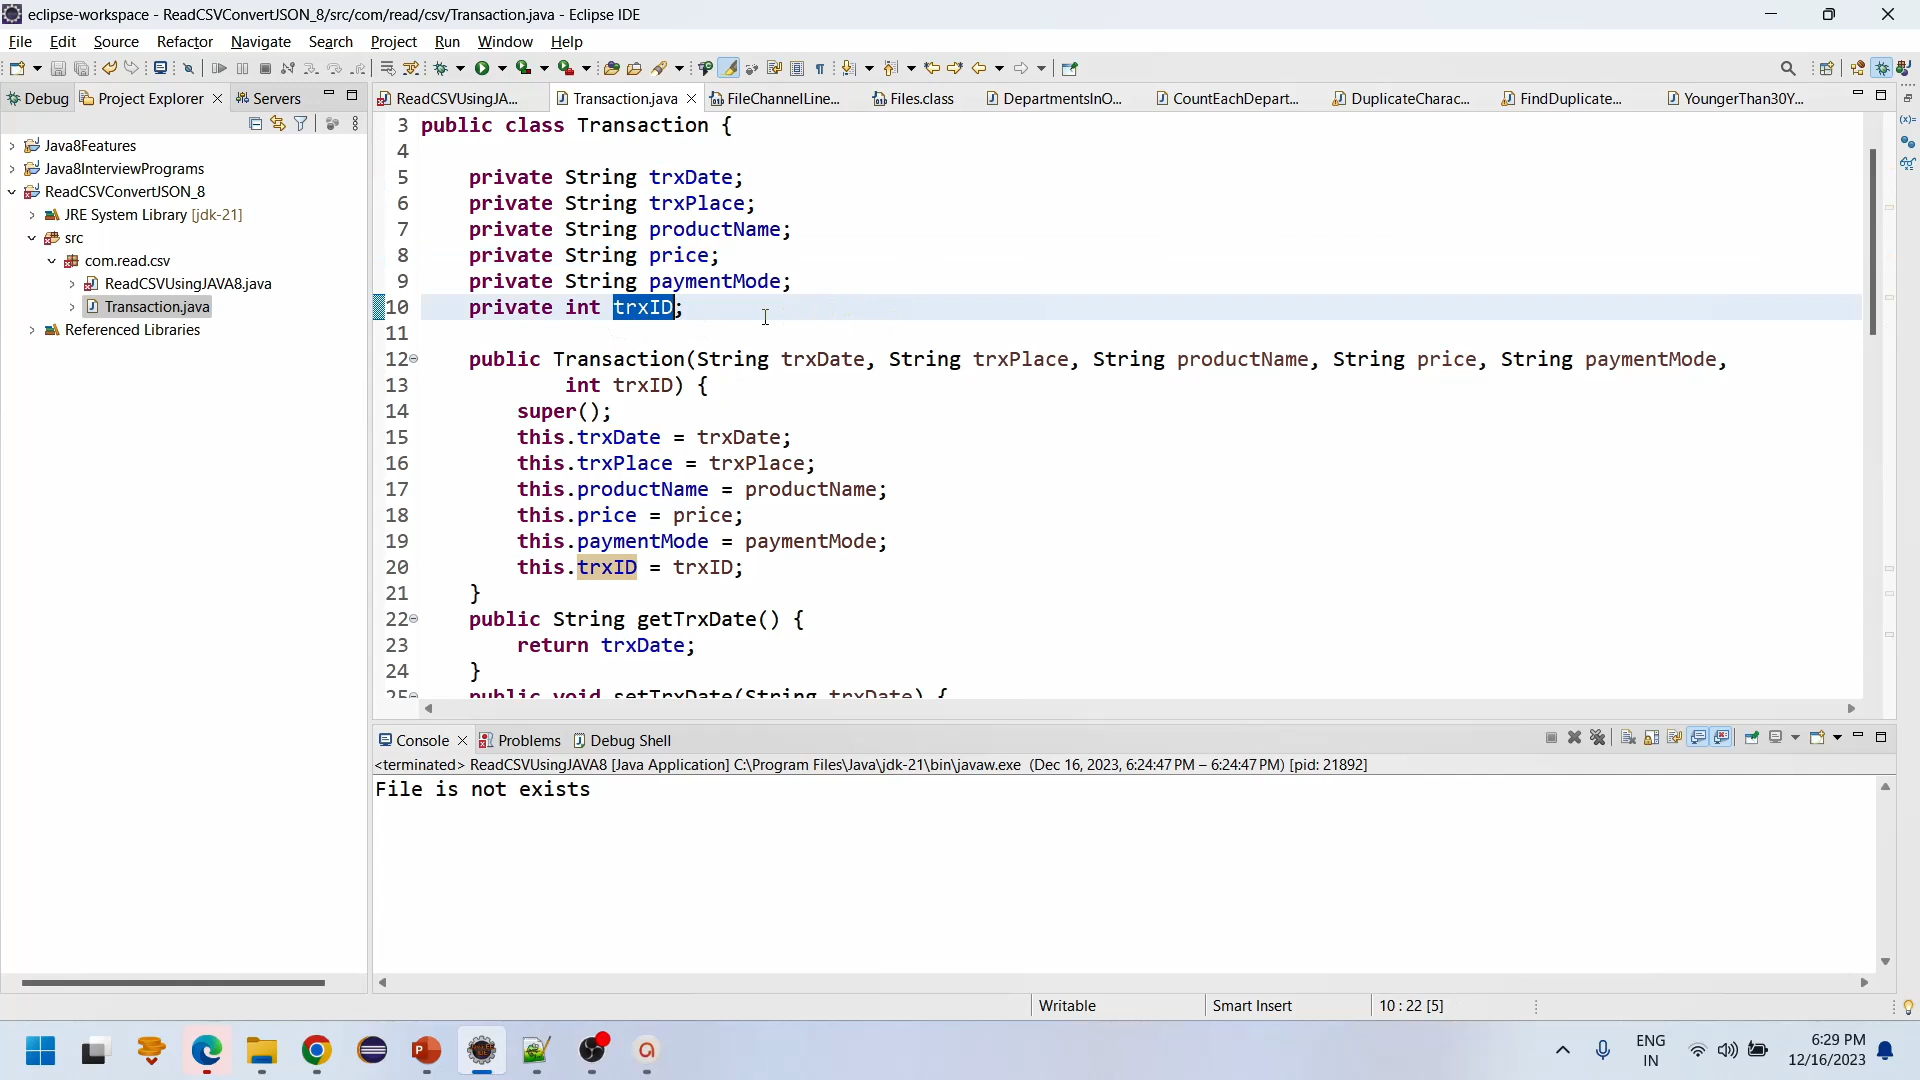 eclipse-workspace - ReadCSVConvertJSON_8/src/com/read/csv/Transaction.java - Eclipse IDE
File Edit Source Refactor Navigate Search Project Run Window Help
Debug Project Explorer Servers
ReadCSVUsingJA... Transaction.java FileChannelLine... Files.class DepartmentsInO... CountEachDepart... DuplicateCharac... FindDuplicate... YoungerThan30Y...
Java8Features
Java8InterviewPrograms
ReadCSVConvertJSON_8
JRE System Library [jdk-21]
src
com.read.csv
ReadCSVUsingJAVA8.java
Transaction.java
Referenced Libraries
3 public class Transaction {
4
5 private String trxDate;
6 private String trxPlace;
7 private String productName;
8 private String price;
9 private String paymentMode;
10 private int trxID;
11
12 public Transaction(String trxDate, String trxPlace, String productName, String price, String paymentMode,
13 int trxID) {
14 super();
15 this.trxDate = trxDate;
16 this.trxPlace = trxPlace;
17 this.productName = productName;
18 this.price = price;
19 this.paymentMode = paymentMode;
20 this.trxID = trxID;
21 }
22 public String getTrxDate() {
23 return trxDate;
24 }
25 public void setTrxDate(String trxDate) {
Console Problems Debug Shell
<terminated> ReadCSVUsingJAVA8 [Java Application] C:\Program Files\Java\jdk-21\bin\javaw.exe (Dec 16, 2023, 6:24:47 PM – 6:24:47 PM) [pid: 21892]
File is not exists
Writable Smart Insert 10 : 22 [5]
ENG
IN
6:29 PM
12/16/2023